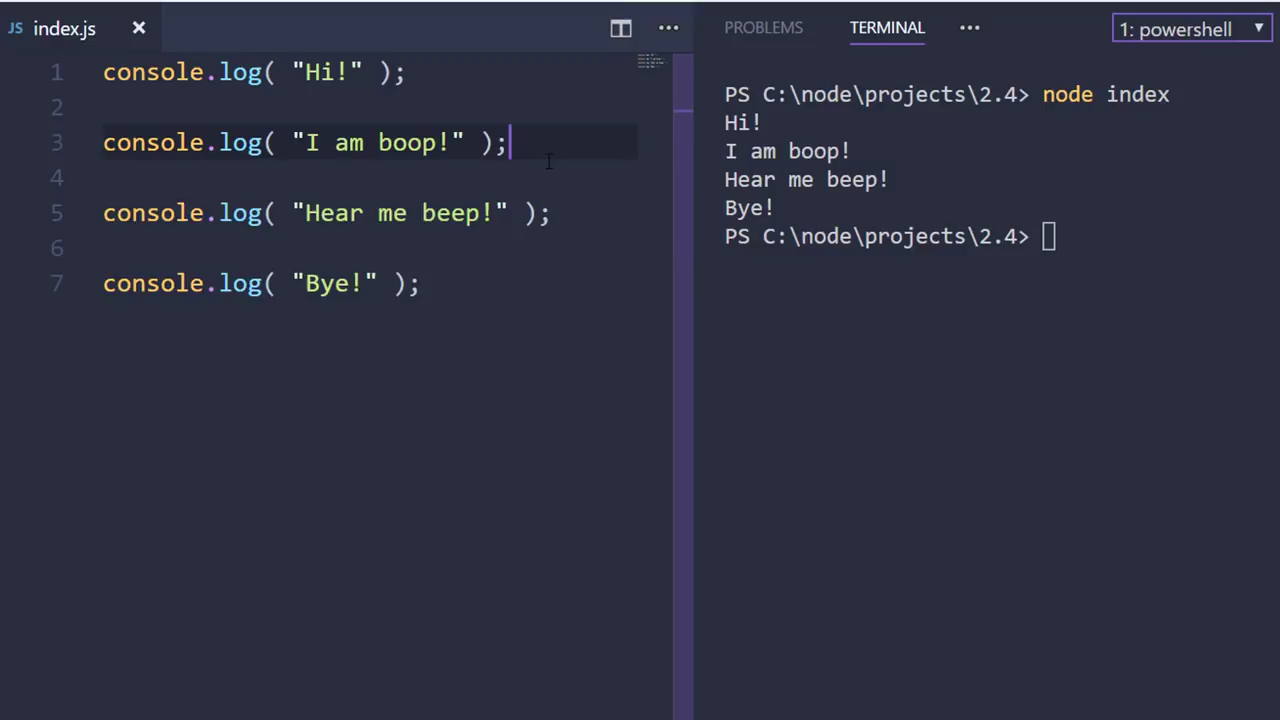 JS index.js ×
1 console.log( "Hi!" );
2
3 console.log( "I am boop!" );
4
5 console.log( "Hear me beep!" );
6
7 console.log( "Bye!" );
PROBLEMS TERMINAL ··· 1: powershell
PS C:\node\projects\2.4> node index
Hi!
I am boop!
Hear me beep!
Bye!
PS C:\node\projects\2.4>